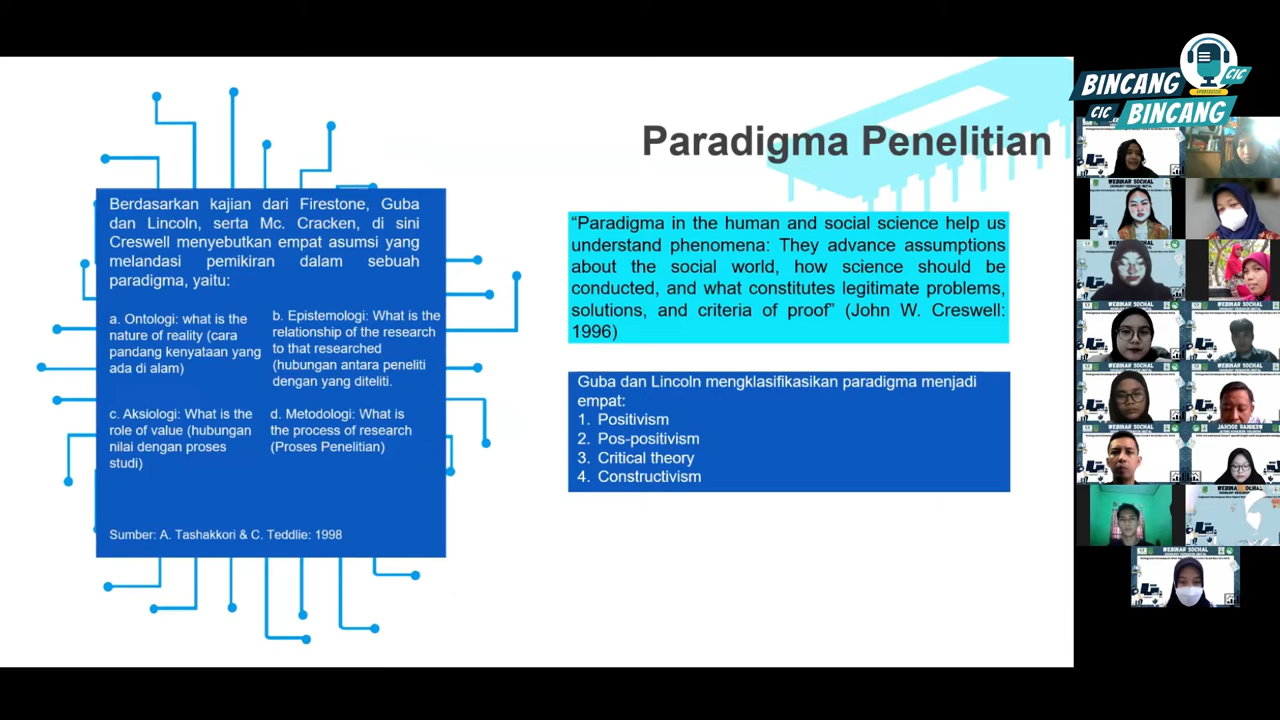 Paradigma Penelitian
Berdasarkan kajian dari Firestone, Guba
dan Lincoln, serta Mc. Cracken, di sini
Creswell menyebutkan empat asumsi yang
melandasi pemikiran dalam sebuah
paradigma, yaitu:
a. Ontologi: what is the
nature of reality (cara
pandang kenyataan yang
ada di alam)
b. Epistemologi: What is the
relationship of the research
to that researched
(hubungan antara peneliti
dengan yang diteliti.
c. Aksiologi: What is the
role of value (hubungan
nilai dengan proses
studi)
d. Metodologi: What is
the process of research
(Proses Penelitian)
Sumber: A. Tashakkori & C. Teddlie: 1998
“Paradigma in the human and social science help us
understand phenomena: They advance assumptions
about the social world, how science should be
conducted, and what constitutes legitimate problems,
solutions, and criteria of proof” (John W. Creswell:
1996)
Guba dan Lincoln mengklasifikasikan paradigma menjadi
empat:
1. Positivism
2. Pos-positivism
3. Critical theory
4. Constructivism
BINCANG CIC
CIC BINCANG
WEBINAR SOCIAL
WEBINAR SOCIAL
WEBINAR SOCIAL